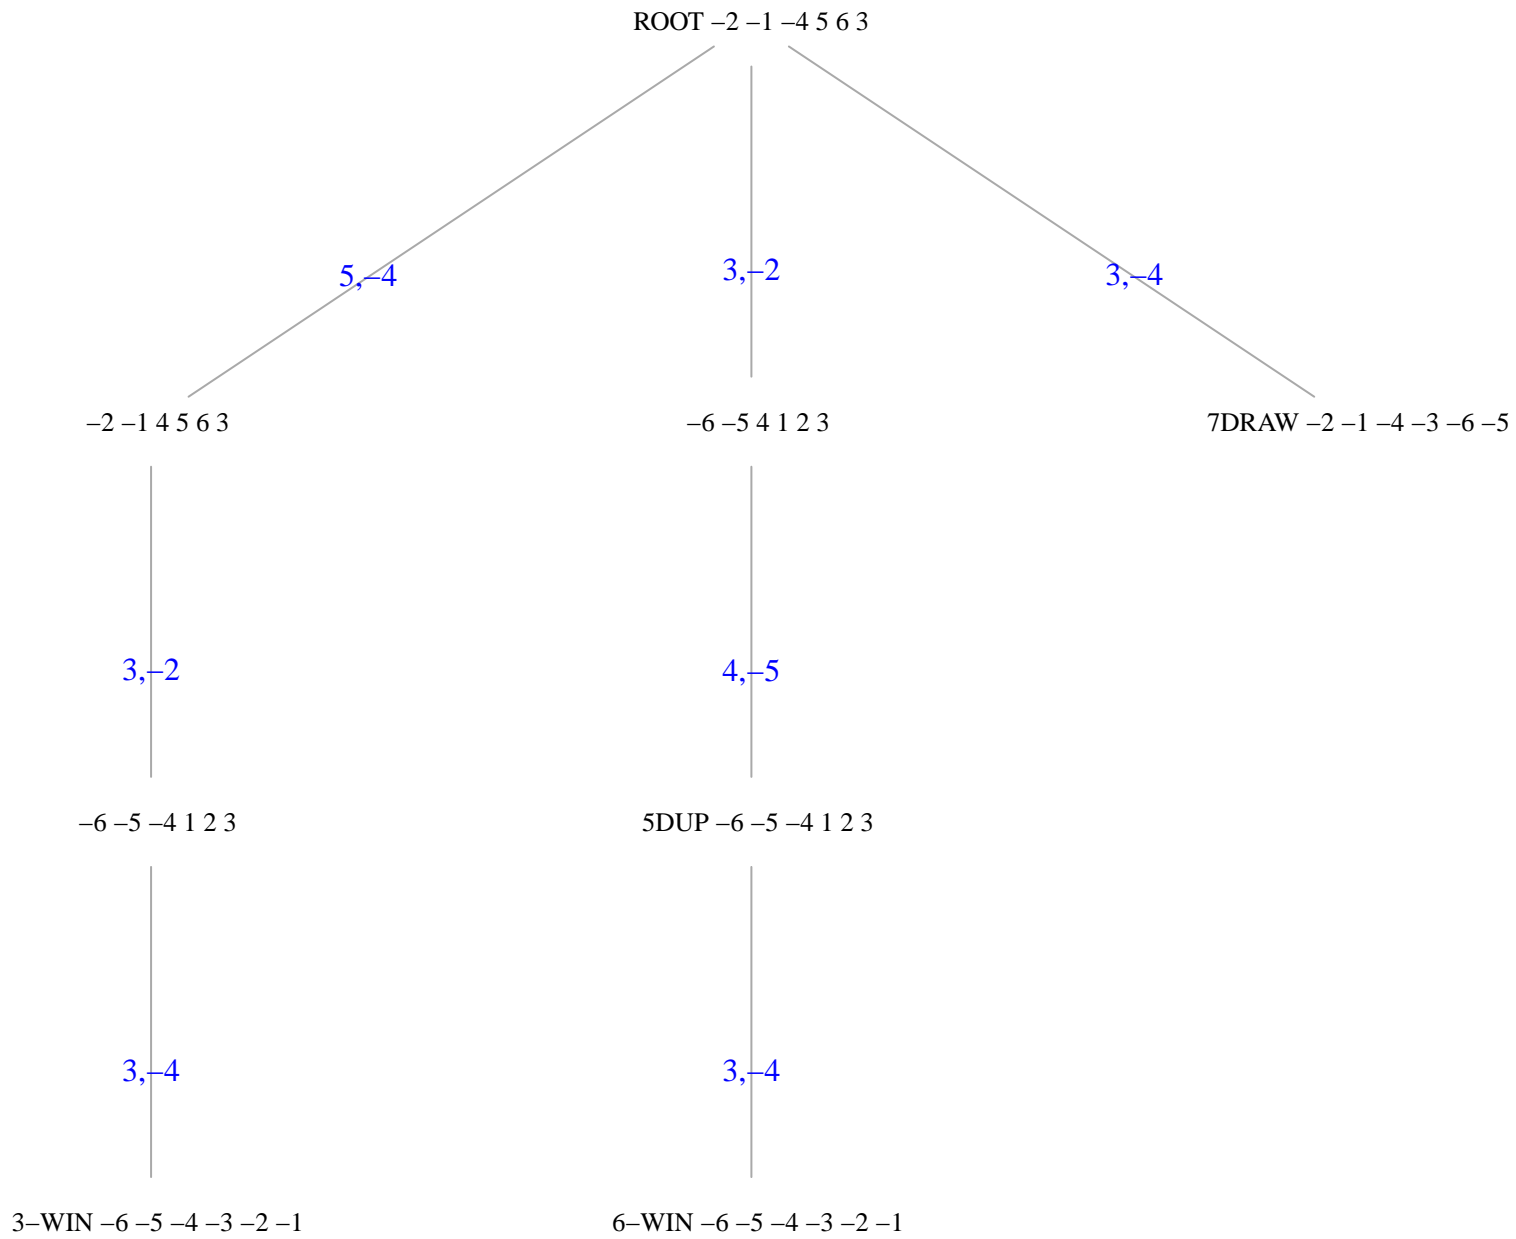 ROOT –2 –1 –4 5 6 3
5,–4
3,–2
3,–4
–2 –1 4 5 6 3
–6 –5 4 1 2 3
7DRAW –2 –1 –4 –3 –6 –5
3,–2
4,–5
–6 –5 –4 1 2 3
5DUP –6 –5 –4 1 2 3
3,–4
3,–4
3–WIN –6 –5 –4 –3 –2 –1
6–WIN –6 –5 –4 –3 –2 –1